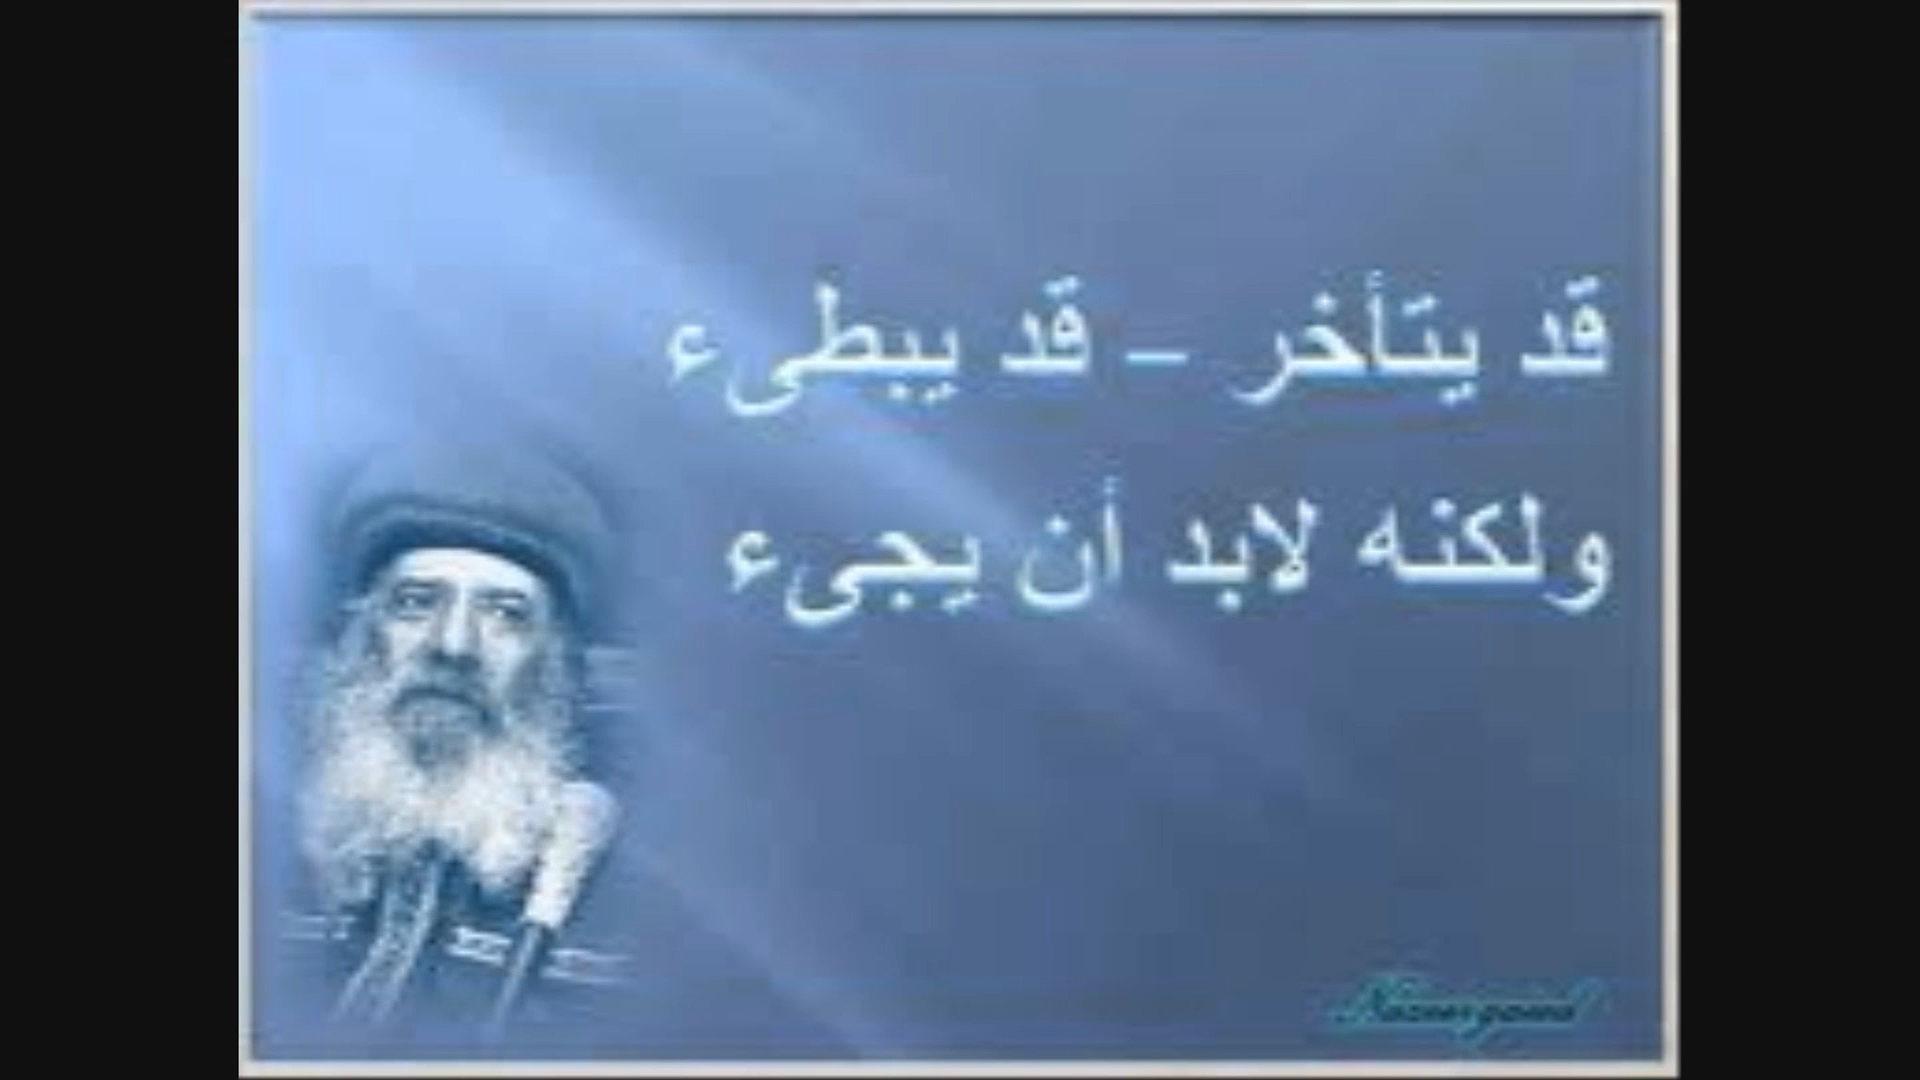 قد يتأخر – قد يبطىء
ولكنه لابد أن يجىء